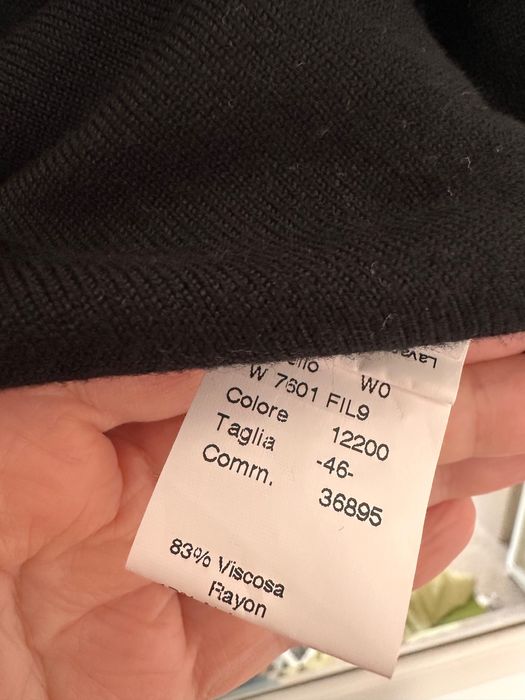 W0
W 7601 FIL9
Colore 12200
Taglia -46-
Comm. 36895
83% Viscosa
Rayon